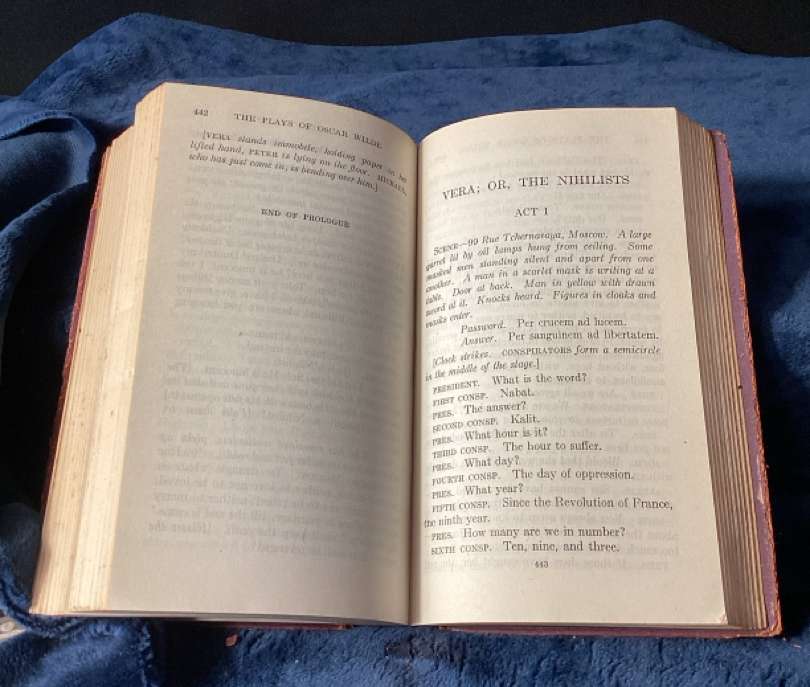 442 THE PLAYS OF OSCAR WILDE
[VERA stands immobile, holding paper in her
lifted hand, PETER is lying on the floor. MICHAEL,
who has just come in, is bending over him.]
END OF PROLOGUE
VERA; OR, THE NIHILISTS
ACT I
SCENE—99 Rue Tchernavaya, Moscow. A large
garret lit by oil lamps hung from ceiling. Some
masked men standing silent and apart from one
another. A man in a scarlet mask is writing at a
table. Door at back. Man in yellow with drawn
sword at it. Knocks heard. Figures in cloaks and
masks enter.
Password. Per crucem ad lucem.
Answer. Per sanguinem ad libertatem.
[Clock strikes. CONSPIRATORS form a semicircle
in the middle of the stage.]
PRESIDENT. What is the word?
FIRST CONSP. Nabat.
PRES. The answer?
SECOND CONSP. Kalit.
PRES. What hour is it?
THIRD CONSP. The hour to suffer.
PRES. What day?
FOURTH CONSP. The day of oppression.
PRES. What year?
FIFTH CONSP. Since the Revolution of France,
the ninth year.
PRES. How many are we in number?
SIXTH CONSP. Ten, nine, and three.
443